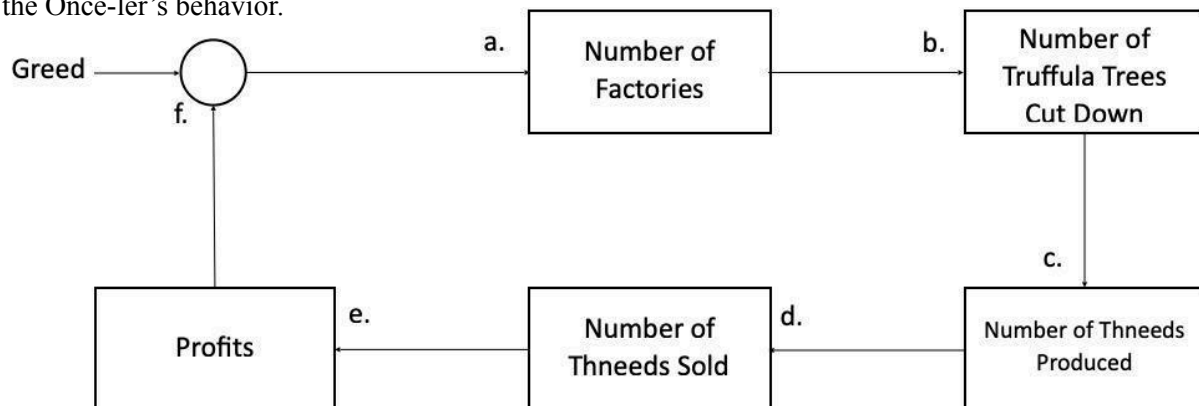 the Once-ler's behavior.
Greed
f.
a.
Number of
Factories
b.
Number of
Truffula Trees
Cut Down
c.
Number of Thneeds
Produced
d.
Number of
Thneeds Sold
e.
Profits